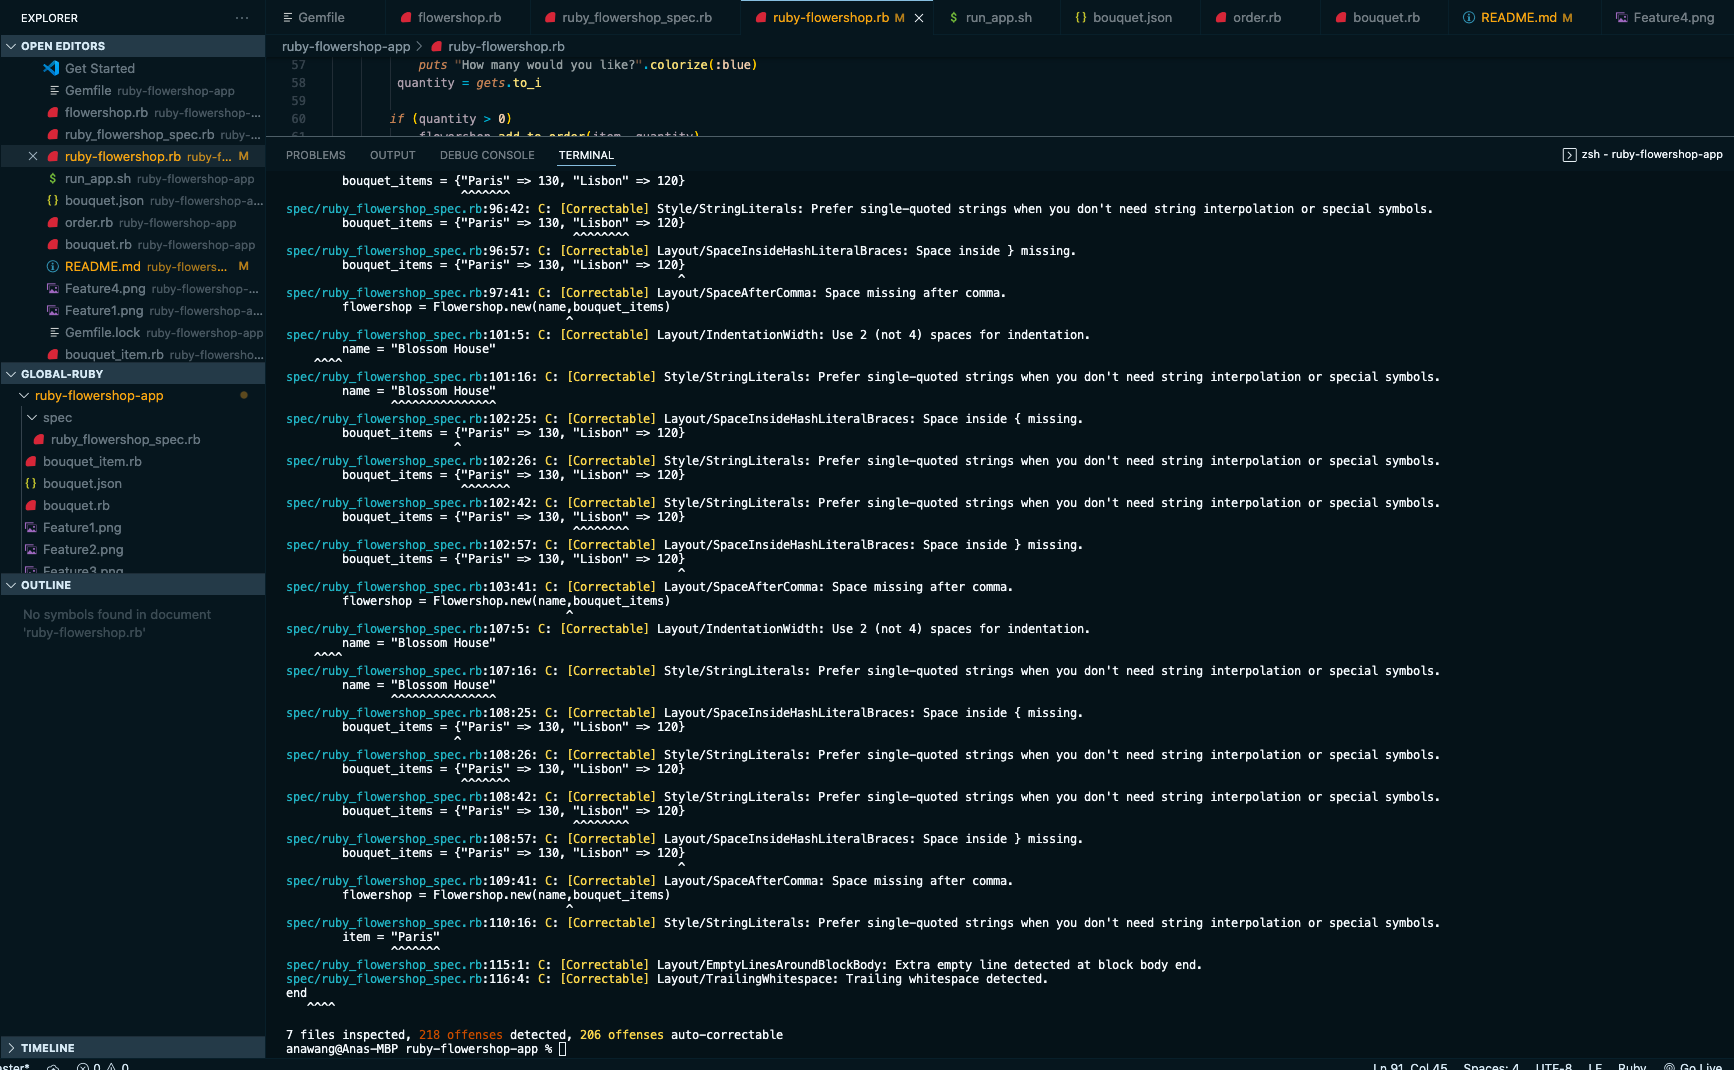 EXPLORER
OPEN EDITORS
Get Started
Gemfile ruby-flowershop-app
flowershop.rb ruby-flowershop-...
ruby_flowershop_spec.rb ruby-...
ruby-flowershop.rb ruby-f... M
run_app.sh ruby-flowershop-app
bouquet.json ruby-flowershop-a...
order.rb ruby-flowershop-app
bouquet.rb ruby-flowershop-app
README.md ruby-flowers... M
Feature4.png ruby-flowershop-...
Feature1.png ruby-flowershop-a...
Gemfile.lock ruby-flowershop-app
bouquet_item.rb ruby-flowersho...
GLOBAL-RUBY
ruby-flowershop-app
spec
ruby_flowershop_spec.rb
bouquet_item.rb
bouquet.json
bouquet.rb
Feature1.png
Feature2.png
Feature3.png
OUTLINE
No symbols found in document
'ruby-flowershop.rb'
TIMELINE
Gemfile flowershop.rb ruby_flowershop_spec.rb ruby-flowershop.rb M run_app.sh bouquet.json order.rb bouquet.rb README.md M Feature4.png
ruby-flowershop-app > ruby-flowershop.rb
57 puts "How many would you like?".colorize(:blue)
58 quantity = gets.to_i
59
60 if (quantity > 0)
61 flowershop.add_to_order(item, quantity)
PROBLEMS OUTPUT DEBUG CONSOLE TERMINAL zsh - ruby-flowershop-app
bouquet_items = {"Paris" => 130, "Lisbon" => 120}
^^^^^^^
spec/ruby_flowershop_spec.rb:96:42: C: [Correctable] Style/StringLiterals: Prefer single-quoted strings when you don't need string interpolation or special symbols.
bouquet_items = {"Paris" => 130, "Lisbon" => 120}
^^^^^^^^
spec/ruby_flowershop_spec.rb:96:57: C: [Correctable] Layout/SpaceInsideHashLiteralBraces: Space inside } missing.
bouquet_items = {"Paris" => 130, "Lisbon" => 120}
^
spec/ruby_flowershop_spec.rb:97:41: C: [Correctable] Layout/SpaceAfterComma: Space missing after comma.
flowershop = Flowershop.new(name,bouquet_items)
^
spec/ruby_flowershop_spec.rb:101:5: C: [Correctable] Layout/IndentationWidth: Use 2 (not 4) spaces for indentation.
name = "Blossom House"
^^^^
spec/ruby_flowershop_spec.rb:101:16: C: [Correctable] Style/StringLiterals: Prefer single-quoted strings when you don't need string interpolation or special symbols.
name = "Blossom House"
^^^^^^^^^^^^^^^
spec/ruby_flowershop_spec.rb:102:25: C: [Correctable] Layout/SpaceInsideHashLiteralBraces: Space inside { missing.
bouquet_items = {"Paris" => 130, "Lisbon" => 120}
^
spec/ruby_flowershop_spec.rb:102:26: C: [Correctable] Style/StringLiterals: Prefer single-quoted strings when you don't need string interpolation or special symbols.
bouquet_items = {"Paris" => 130, "Lisbon" => 120}
^^^^^^^
spec/ruby_flowershop_spec.rb:102:42: C: [Correctable] Style/StringLiterals: Prefer single-quoted strings when you don't need string interpolation or special symbols.
bouquet_items = {"Paris" => 130, "Lisbon" => 120}
^^^^^^^^
spec/ruby_flowershop_spec.rb:102:57: C: [Correctable] Layout/SpaceInsideHashLiteralBraces: Space inside } missing.
bouquet_items = {"Paris" => 130, "Lisbon" => 120}
^
spec/ruby_flowershop_spec.rb:103:41: C: [Correctable] Layout/SpaceAfterComma: Space missing after comma.
flowershop = Flowershop.new(name,bouquet_items)
^
spec/ruby_flowershop_spec.rb:107:5: C: [Correctable] Layout/IndentationWidth: Use 2 (not 4) spaces for indentation.
name = "Blossom House"
^^^^
spec/ruby_flowershop_spec.rb:107:16: C: [Correctable] Style/StringLiterals: Prefer single-quoted strings when you don't need string interpolation or special symbols.
name = "Blossom House"
^^^^^^^^^^^^^^^
spec/ruby_flowershop_spec.rb:108:25: C: [Correctable] Layout/SpaceInsideHashLiteralBraces: Space inside { missing.
bouquet_items = {"Paris" => 130, "Lisbon" => 120}
^
spec/ruby_flowershop_spec.rb:108:26: C: [Correctable] Style/StringLiterals: Prefer single-quoted strings when you don't need string interpolation or special symbols.
bouquet_items = {"Paris" => 130, "Lisbon" => 120}
^^^^^^^
spec/ruby_flowershop_spec.rb:108:42: C: [Correctable] Style/StringLiterals: Prefer single-quoted strings when you don't need string interpolation or special symbols.
bouquet_items = {"Paris" => 130, "Lisbon" => 120}
^^^^^^^^
spec/ruby_flowershop_spec.rb:108:57: C: [Correctable] Layout/SpaceInsideHashLiteralBraces: Space inside } missing.
bouquet_items = {"Paris" => 130, "Lisbon" => 120}
^
spec/ruby_flowershop_spec.rb:109:41: C: [Correctable] Layout/SpaceAfterComma: Space missing after comma.
flowershop = Flowershop.new(name,bouquet_items)
^
spec/ruby_flowershop_spec.rb:110:16: C: [Correctable] Style/StringLiterals: Prefer single-quoted strings when you don't need string interpolation or special symbols.
item = "Paris"
^^^^^^^
spec/ruby_flowershop_spec.rb:115:1: C: [Correctable] Layout/EmptyLinesAroundBlockBody: Extra empty line detected at block body end.
spec/ruby_flowershop_spec.rb:116:4: C: [Correctable] Layout/TrailingWhitespace: Trailing whitespace detected.
end
^^^^
7 files inspected, 218 offenses detected, 206 offenses auto-correctable
anawang@Anas-MBP ruby-flowershop-app %
ster* 0 0 Ln 91, Col 45 Spaces: 4 UTF-8 LF Ruby Go Live